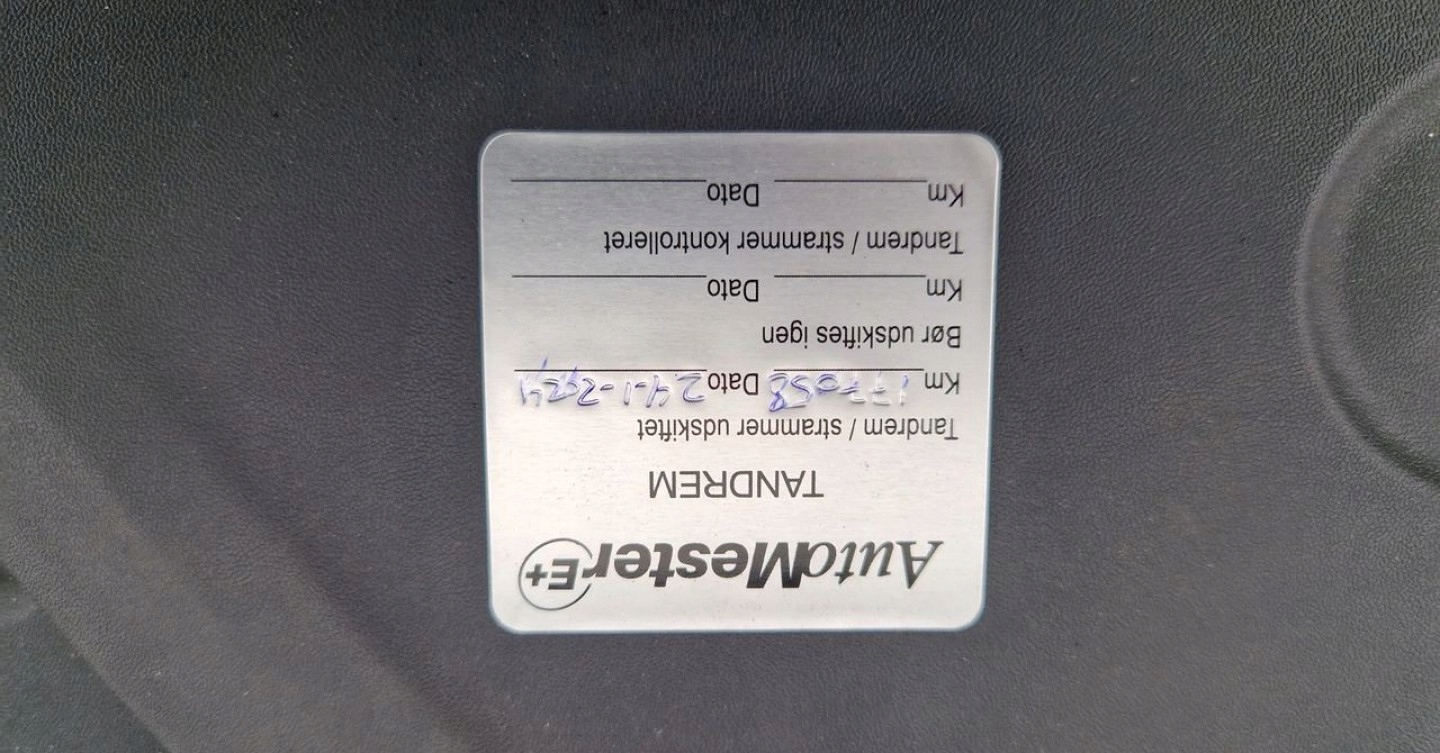 AutoMester E+
TANDREM
Tandrem / strammer udskiftet
Km 177058 Dato 24-1-2024
Bør udskiftes igen
Km Dato
Tandrem / strammer kontrolleret
Km Dato